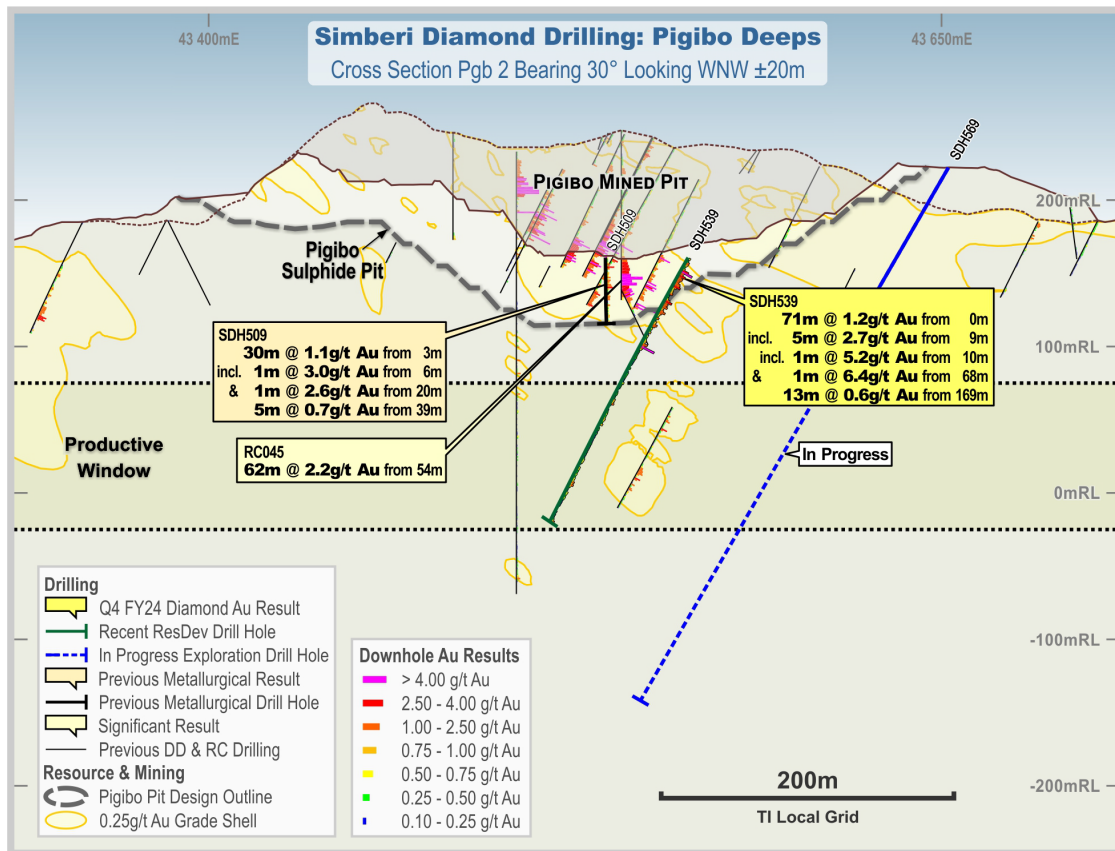 43 400mE
43 650mE
Simberi Diamond Drilling: Pigibo Deeps
Cross Section Pgb 2 Bearing 30° Looking WNW ±20m
SDH569
PIGIBO MINED PIT
200mRL
SDH509
SDH539
Pigibo
Sulphide Pit
SDH539
71m @ 1.2g/t Au from 0m
incl. 5m @ 2.7g/t Au from 9m
incl. 1m @ 5.2g/t Au from 10m
& 1m @ 6.4g/t Au from 68m
13m @ 0.6g/t Au from 169m
SDH509
30m @ 1.1g/t Au from 3m
incl. 1m @ 3.0g/t Au from 6m
& 1m @ 2.6g/t Au from 20m
5m @ 0.7g/t Au from 39m
100mRL
Productive
Window
RC045
62m @ 2.2g/t Au from 54m
In Progress
0mRL
Drilling
Q4 FY24 Diamond Au Result
Recent ResDev Drill Hole
In Progress Exploration Drill Hole
Previous Metallurgical Result
Previous Metallurgical Drill Hole
Significant Result
Previous DD & RC Drilling
Resource & Mining
Pigibo Pit Design Outline
0.25g/t Au Grade Shell
Downhole Au Results
> 4.00 g/t Au
2.50 - 4.00 g/t Au
1.00 - 2.50 g/t Au
0.75 - 1.00 g/t Au
0.50 - 0.75 g/t Au
0.25 - 0.50 g/t Au
0.10 - 0.25 g/t Au
-100mRL
200m
TI Local Grid
-200mRL